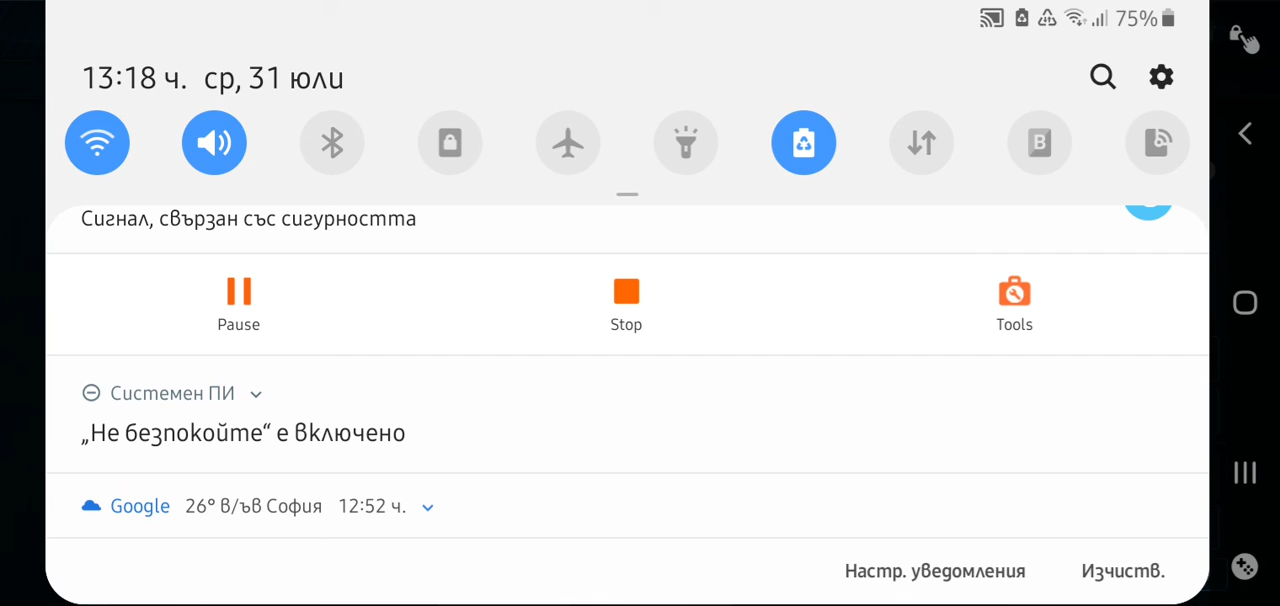 75%
13:18 ч. ср, 31 юли
B
Сигнал, свързан със сигурността
Pause Stop Tools
Системен ПИ
„Не безпокойте“ е включено
Google 26° в/ъв София 12:52 ч.
Настр. уведомления Изчиств.